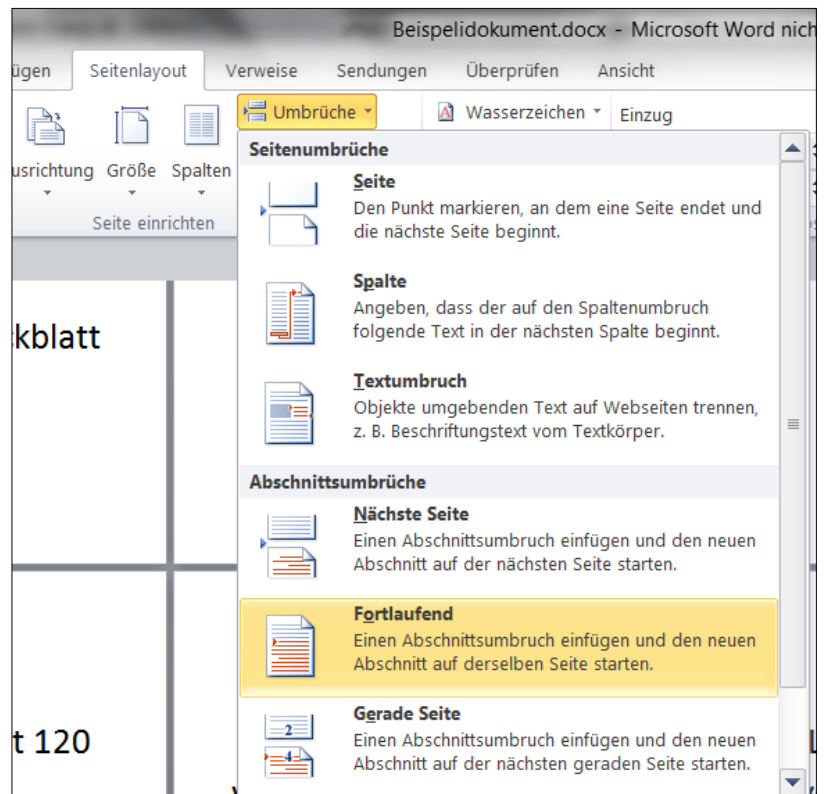 Beispelidokument.docx - Microsoft Word nich
ügen Seitenlayout Verweise Sendungen Überprüfen Ansicht
Umbrüche Wasserzeichen Einzug
usrichtung Größe Spalten
Seite einrichten
Seitenumbrüche
Seite
Den Punkt markieren, an dem eine Seite endet und
die nächste Seite beginnt.
Spalte
Angeben, dass der auf den Spaltenumbruch
folgende Text in der nächsten Spalte beginnt.
Textumbruch
Objekte umgebenden Text auf Webseiten trennen,
z. B. Beschriftungstext vom Textkörper.
Abschnittsumbrüche
Nächste Seite
Einen Abschnittsumbruch einfügen und den neuen
Abschnitt auf der nächsten Seite starten.
Fortlaufend
Einen Abschnittsumbruch einfügen und den neuen
Abschnitt auf derselben Seite starten.
Gerade Seite
2
4
Einen Abschnittsumbruch einfügen und den neuen
Abschnitt auf der nächsten geraden Seite starten.
kblatt
t 120